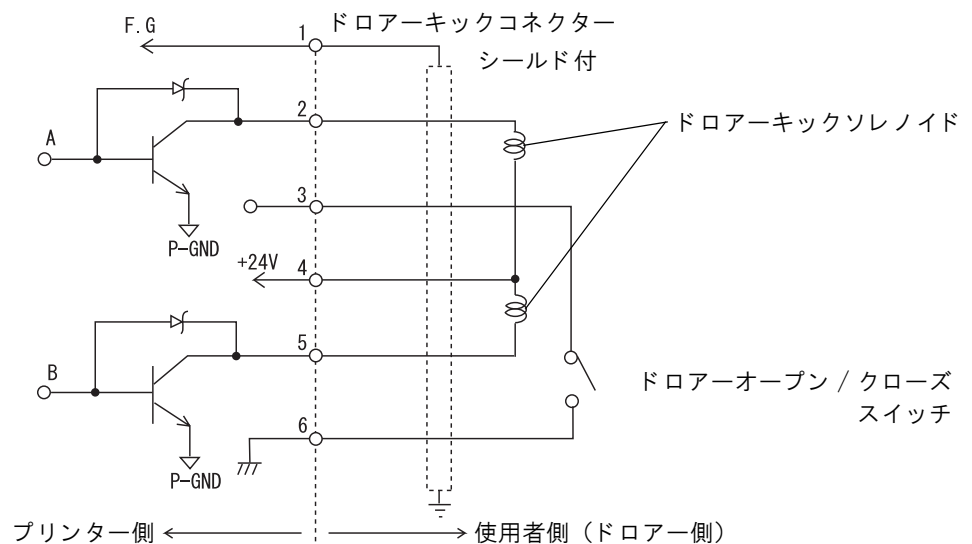 F.G
1
ドロアーキックコネクター
シールド付
2
A
ドロアーキックソレノイド
3
P-GND
+24V
4
5
B
ドロアーオープン / クローズ
スイッチ
6
P-GND
プリンター側
使用者側（ドロアー側）